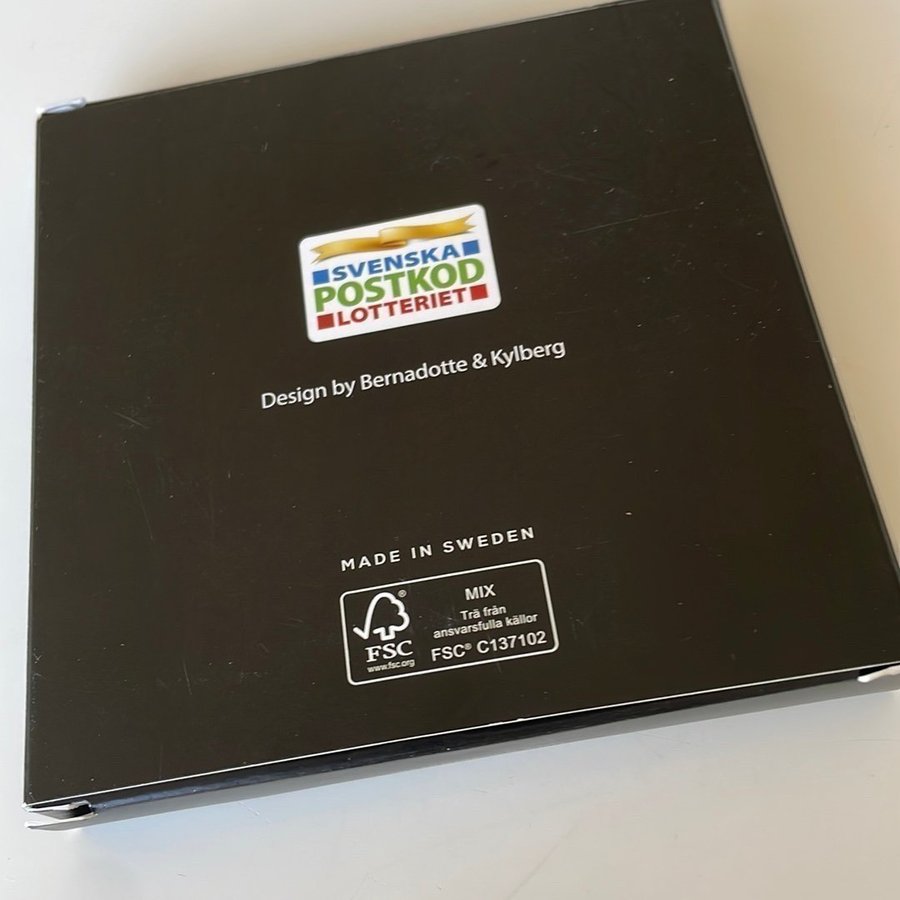 SVENSKA
POSTKOD
LOTTERIET
Design by Bernadotte & Kylberg
MADE IN SWEDEN
FSC®
www.fsc.org
MIX
Trä från
ansvarsfulla källor
FSC® C137102